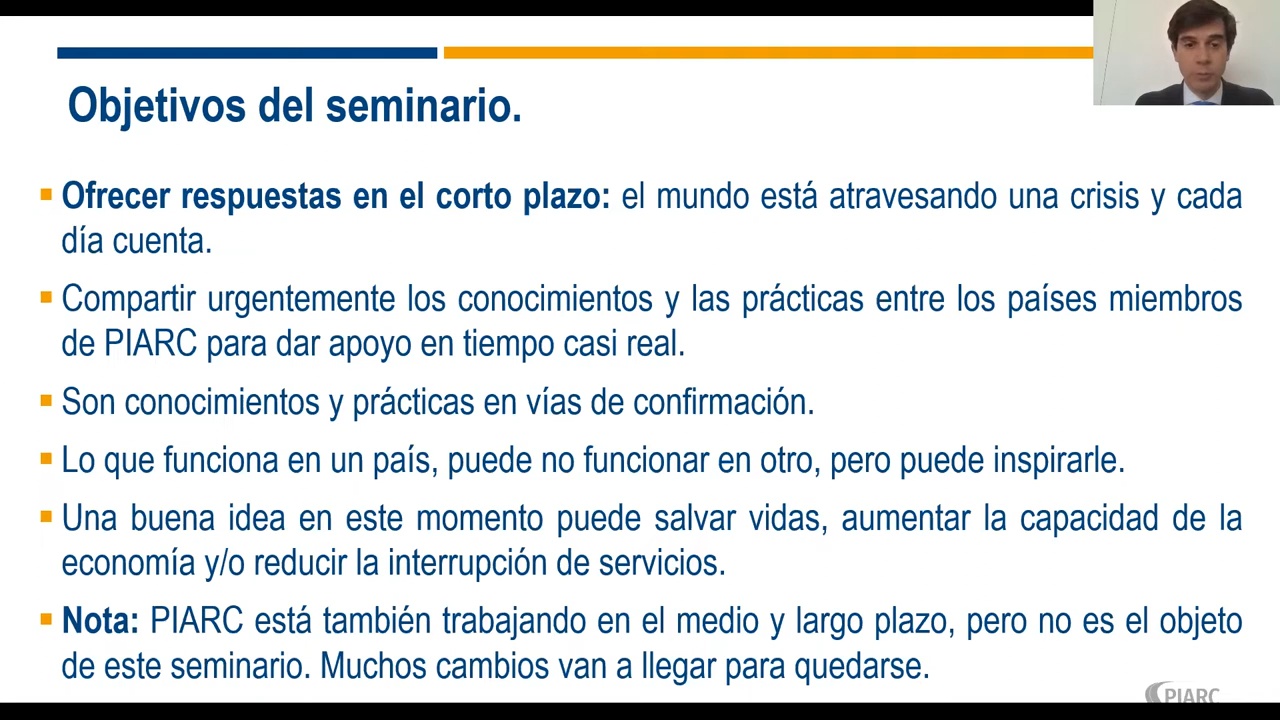 Objetivos del seminario.
Ofrecer respuestas en el corto plazo: el mundo está atravesando una crisis y cada
día cuenta.
Compartir urgentemente los conocimientos y las prácticas entre los países miembros
de PIARC para dar apoyo en tiempo casi real.
Son conocimientos y prácticas en vías de confirmación.
Lo que funciona en un país, puede no funcionar en otro, pero puede inspirarle.
Una buena idea en este momento puede salvar vidas, aumentar la capacidad de la
economía y/o reducir la interrupción de servicios.
Nota: PIARC está también trabajando en el medio y largo plazo, pero no es el objeto
de este seminario. Muchos cambios van a llegar para quedarse.
PIARC